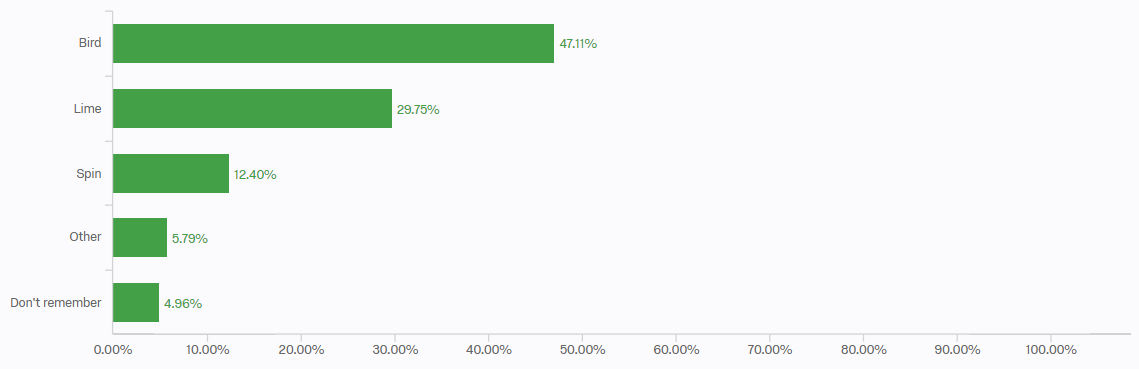 Bird 47.11%
Lime 29.75%
Spin 12.40%
Other 5.79%
Don't remember 4.96%
0.00% 10.00% 20.00% 30.00% 40.00% 50.00% 60.00% 70.00% 80.00% 90.00% 100.00%